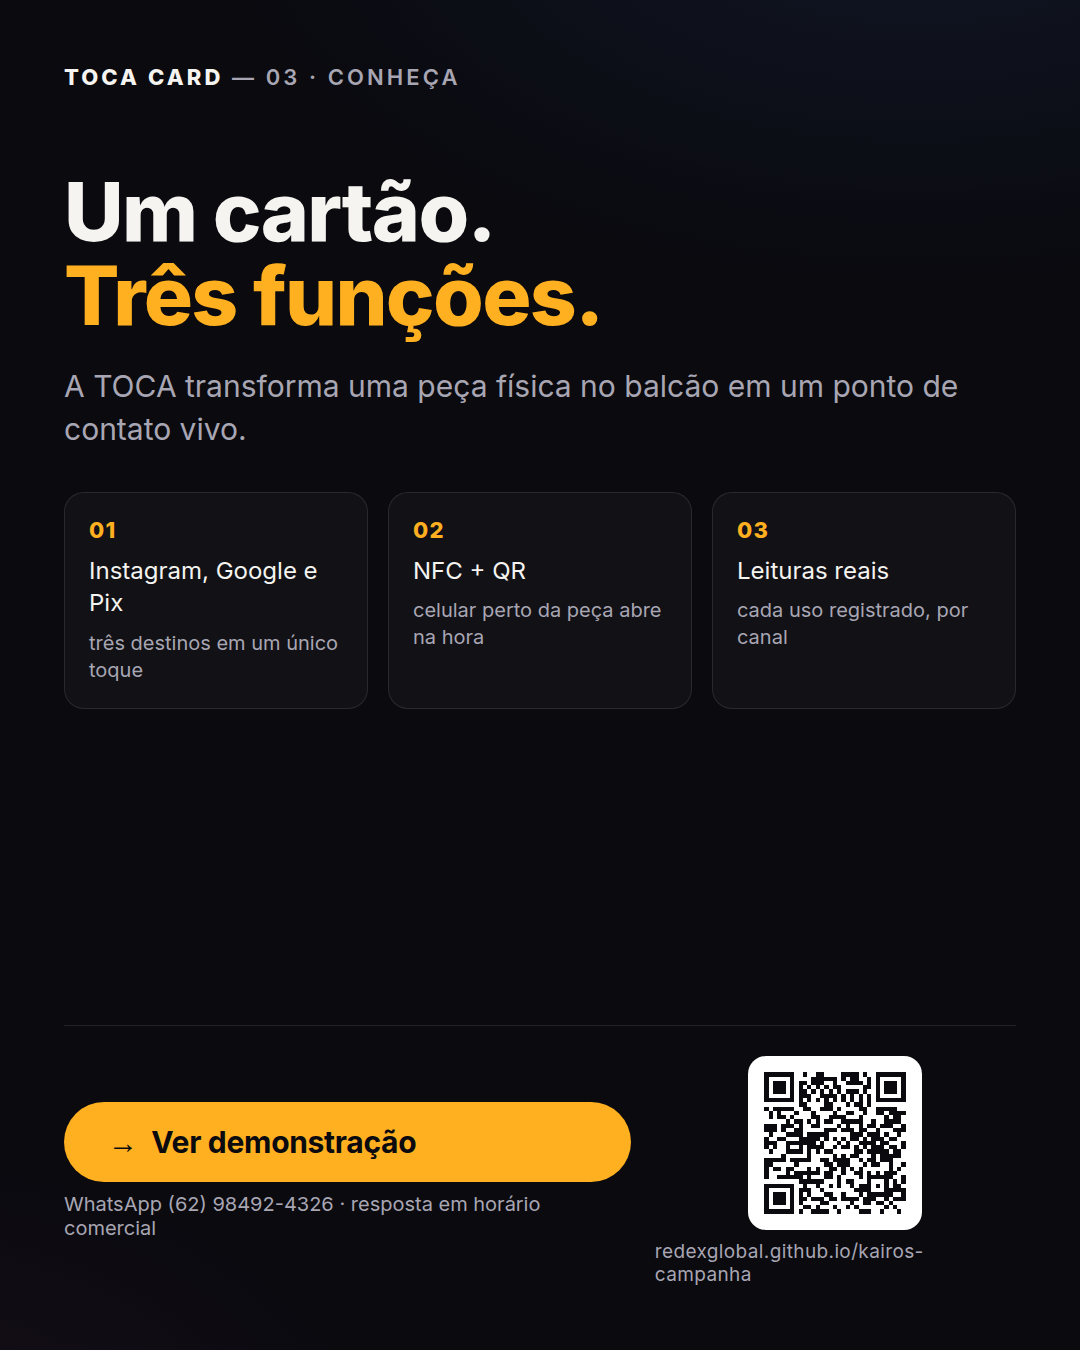 TOCA CARD — 03 · CONHEÇA
Um cartão.
Três funções.
A TOCA transforma uma peça física no balcão em um ponto de
contato vivo.
01
Instagram, Google e
Pix
três destinos em um único
toque
02
NFC + QR
celular perto da peça abre
na hora
03
Leituras reais
cada uso registrado, por
canal
→ Ver demonstração
WhatsApp (62) 98492-4326 · resposta em horário
comercial
redexglobal.github.io/kairos-
campanha